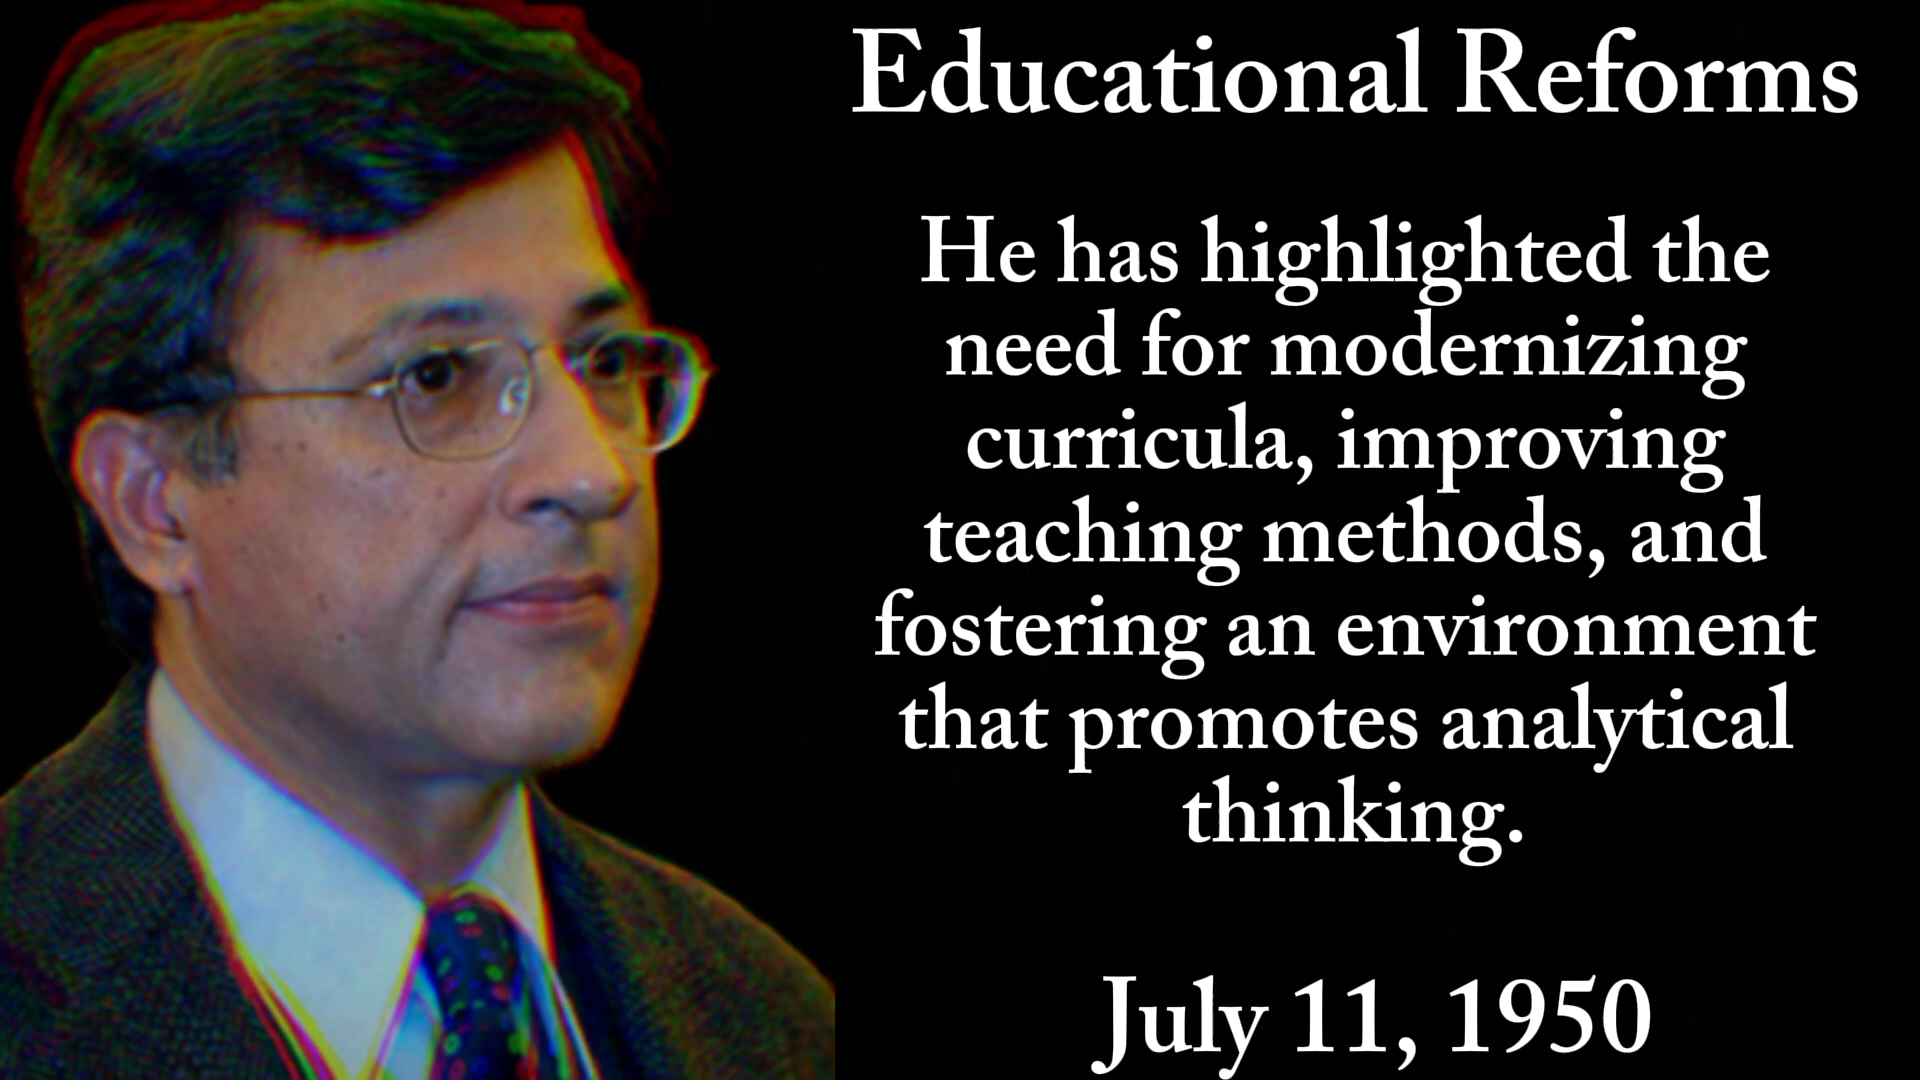 Educational Reforms
He has highlighted the
need for modernizing
curricula, improving
teaching methods, and
fostering an environment
that promotes analytical
thinking.
July 11, 1950